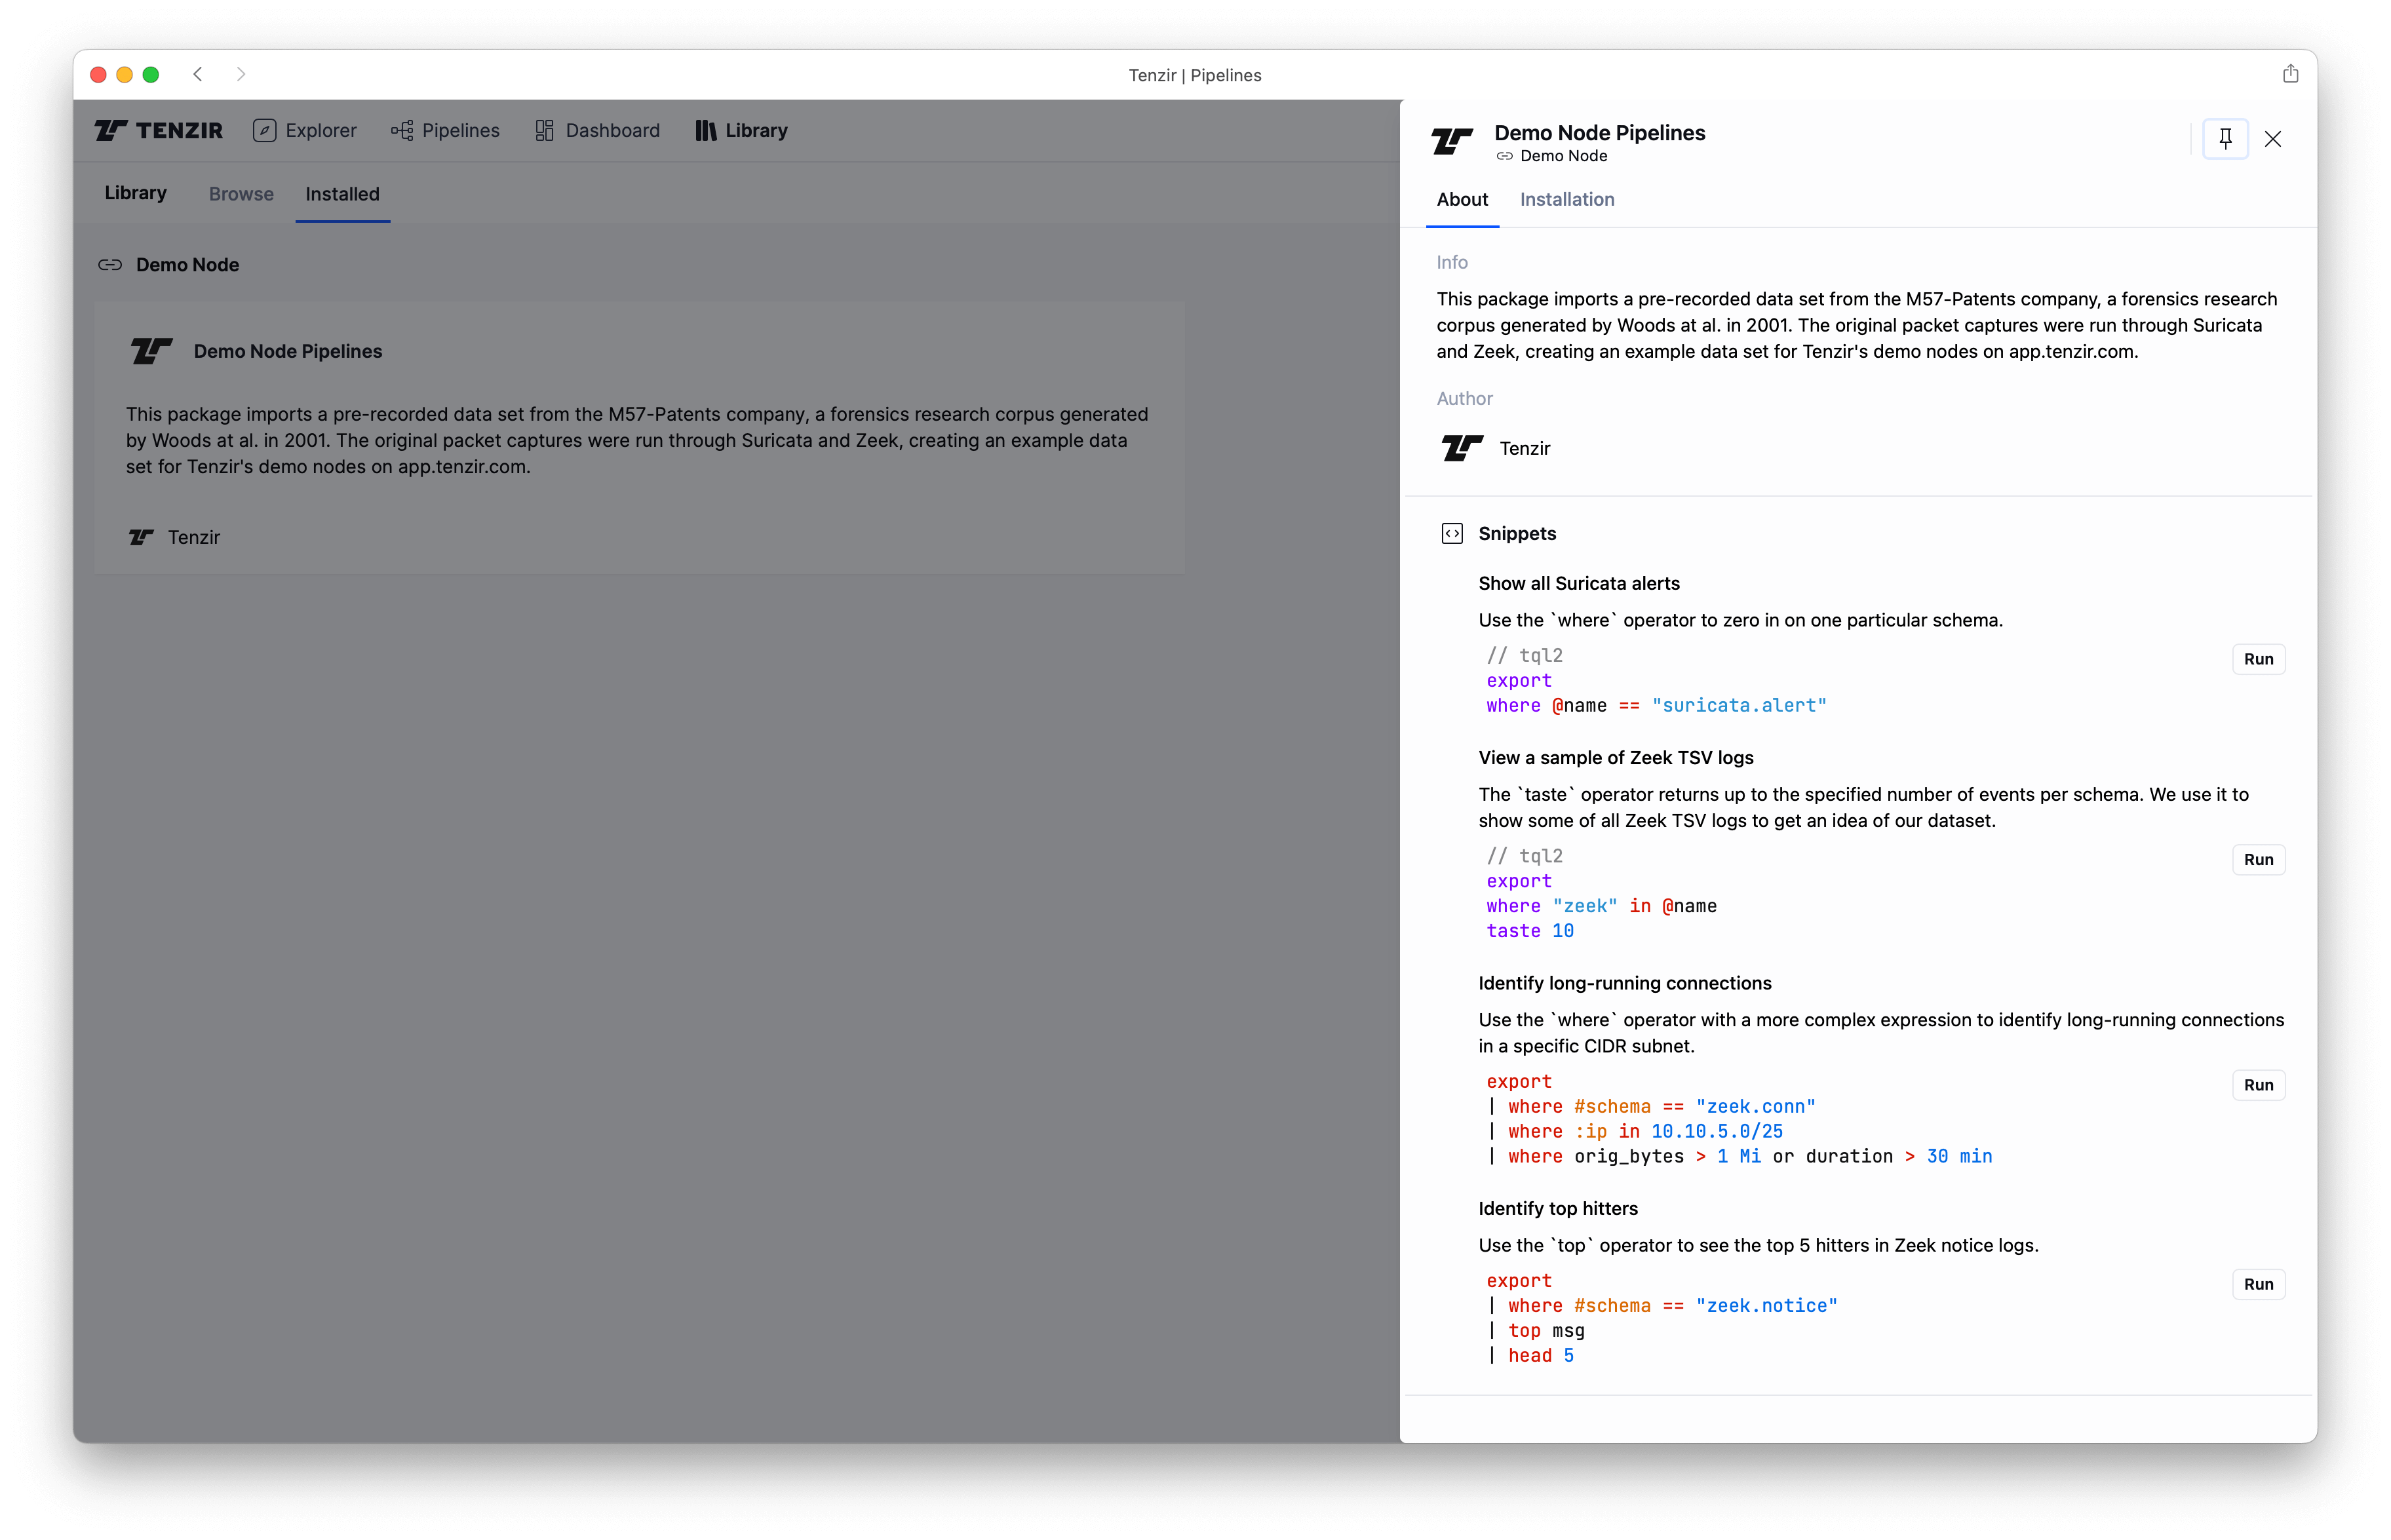 Tenzir | Pipelines
TENZIR Explorer Pipelines Dashboard Library
Library Browse Installed
Demo Node
Demo Node Pipelines
This package imports a pre-recorded data set from the M57-Patents company, a forensics research corpus generated
by Woods at al. in 2001. The original packet captures were run through Suricata and Zeek, creating an example data
set for Tenzir's demo nodes on app.tenzir.com.
Tenzir
Demo Node Pipelines
Demo Node
About Installation
Info
This package imports a pre-recorded data set from the M57-Patents company, a forensics research
corpus generated by Woods at al. in 2001. The original packet captures were run through Suricata
and Zeek, creating an example data set for Tenzir's demo nodes on app.tenzir.com.
Author
Tenzir
Snippets
Show all Suricata alerts
Use the `where` operator to zero in on one particular schema.
// tql2
Run
export
where @name == "suricata.alert"
View a sample of Zeek TSV logs
The `taste` operator returns up to the specified number of events per schema. We use it to
show some of all Zeek TSV logs to get an idea of our dataset.
// tql2
Run
export
where "zeek" in @name
taste 10
Identify long-running connections
Use the `where` operator with a more complex expression to identify long-running connections
in a specific CIDR subnet.
export
Run
| where #schema == "zeek.conn"
| where :ip in 10.10.5.0/25
| where orig_bytes > 1 Mi or duration > 30 min
Identify top hitters
Use the `top` operator to see the top 5 hitters in Zeek notice logs.
export
Run
| where #schema == "zeek.notice"
| top msg
| head 5